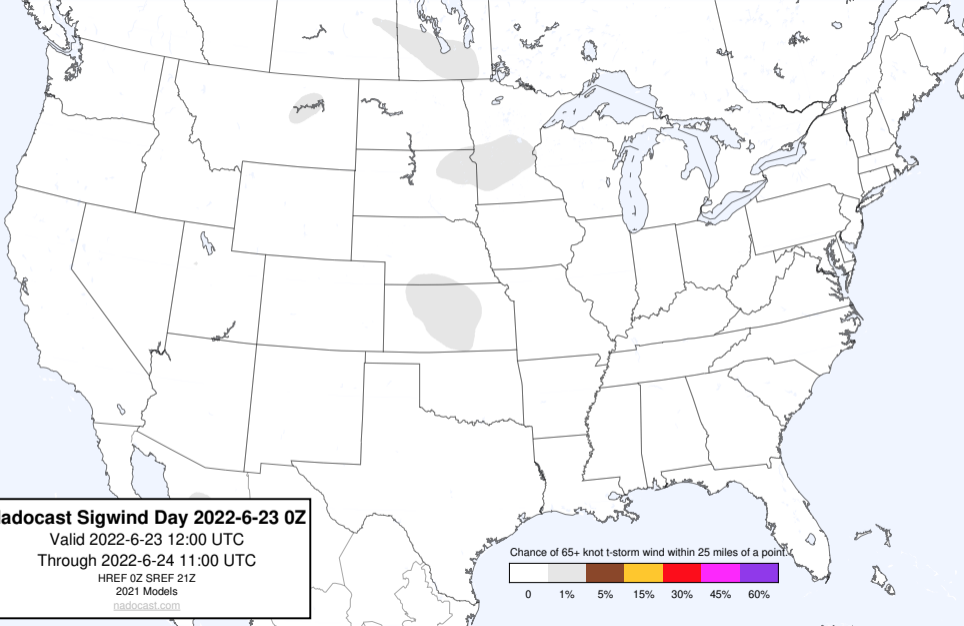 adocast Sigwind Day 2022-6-23 0Z
Valid 2022-6-23 12:00 UTC
Through 2022-6-24 11:00 UTC
HREF 0Z SREF 21Z
2021 Models
nadocast.com
Chance of 65+ knot t-storm wind within 25 miles of a point.
0 1% 5% 15% 30% 45% 60%